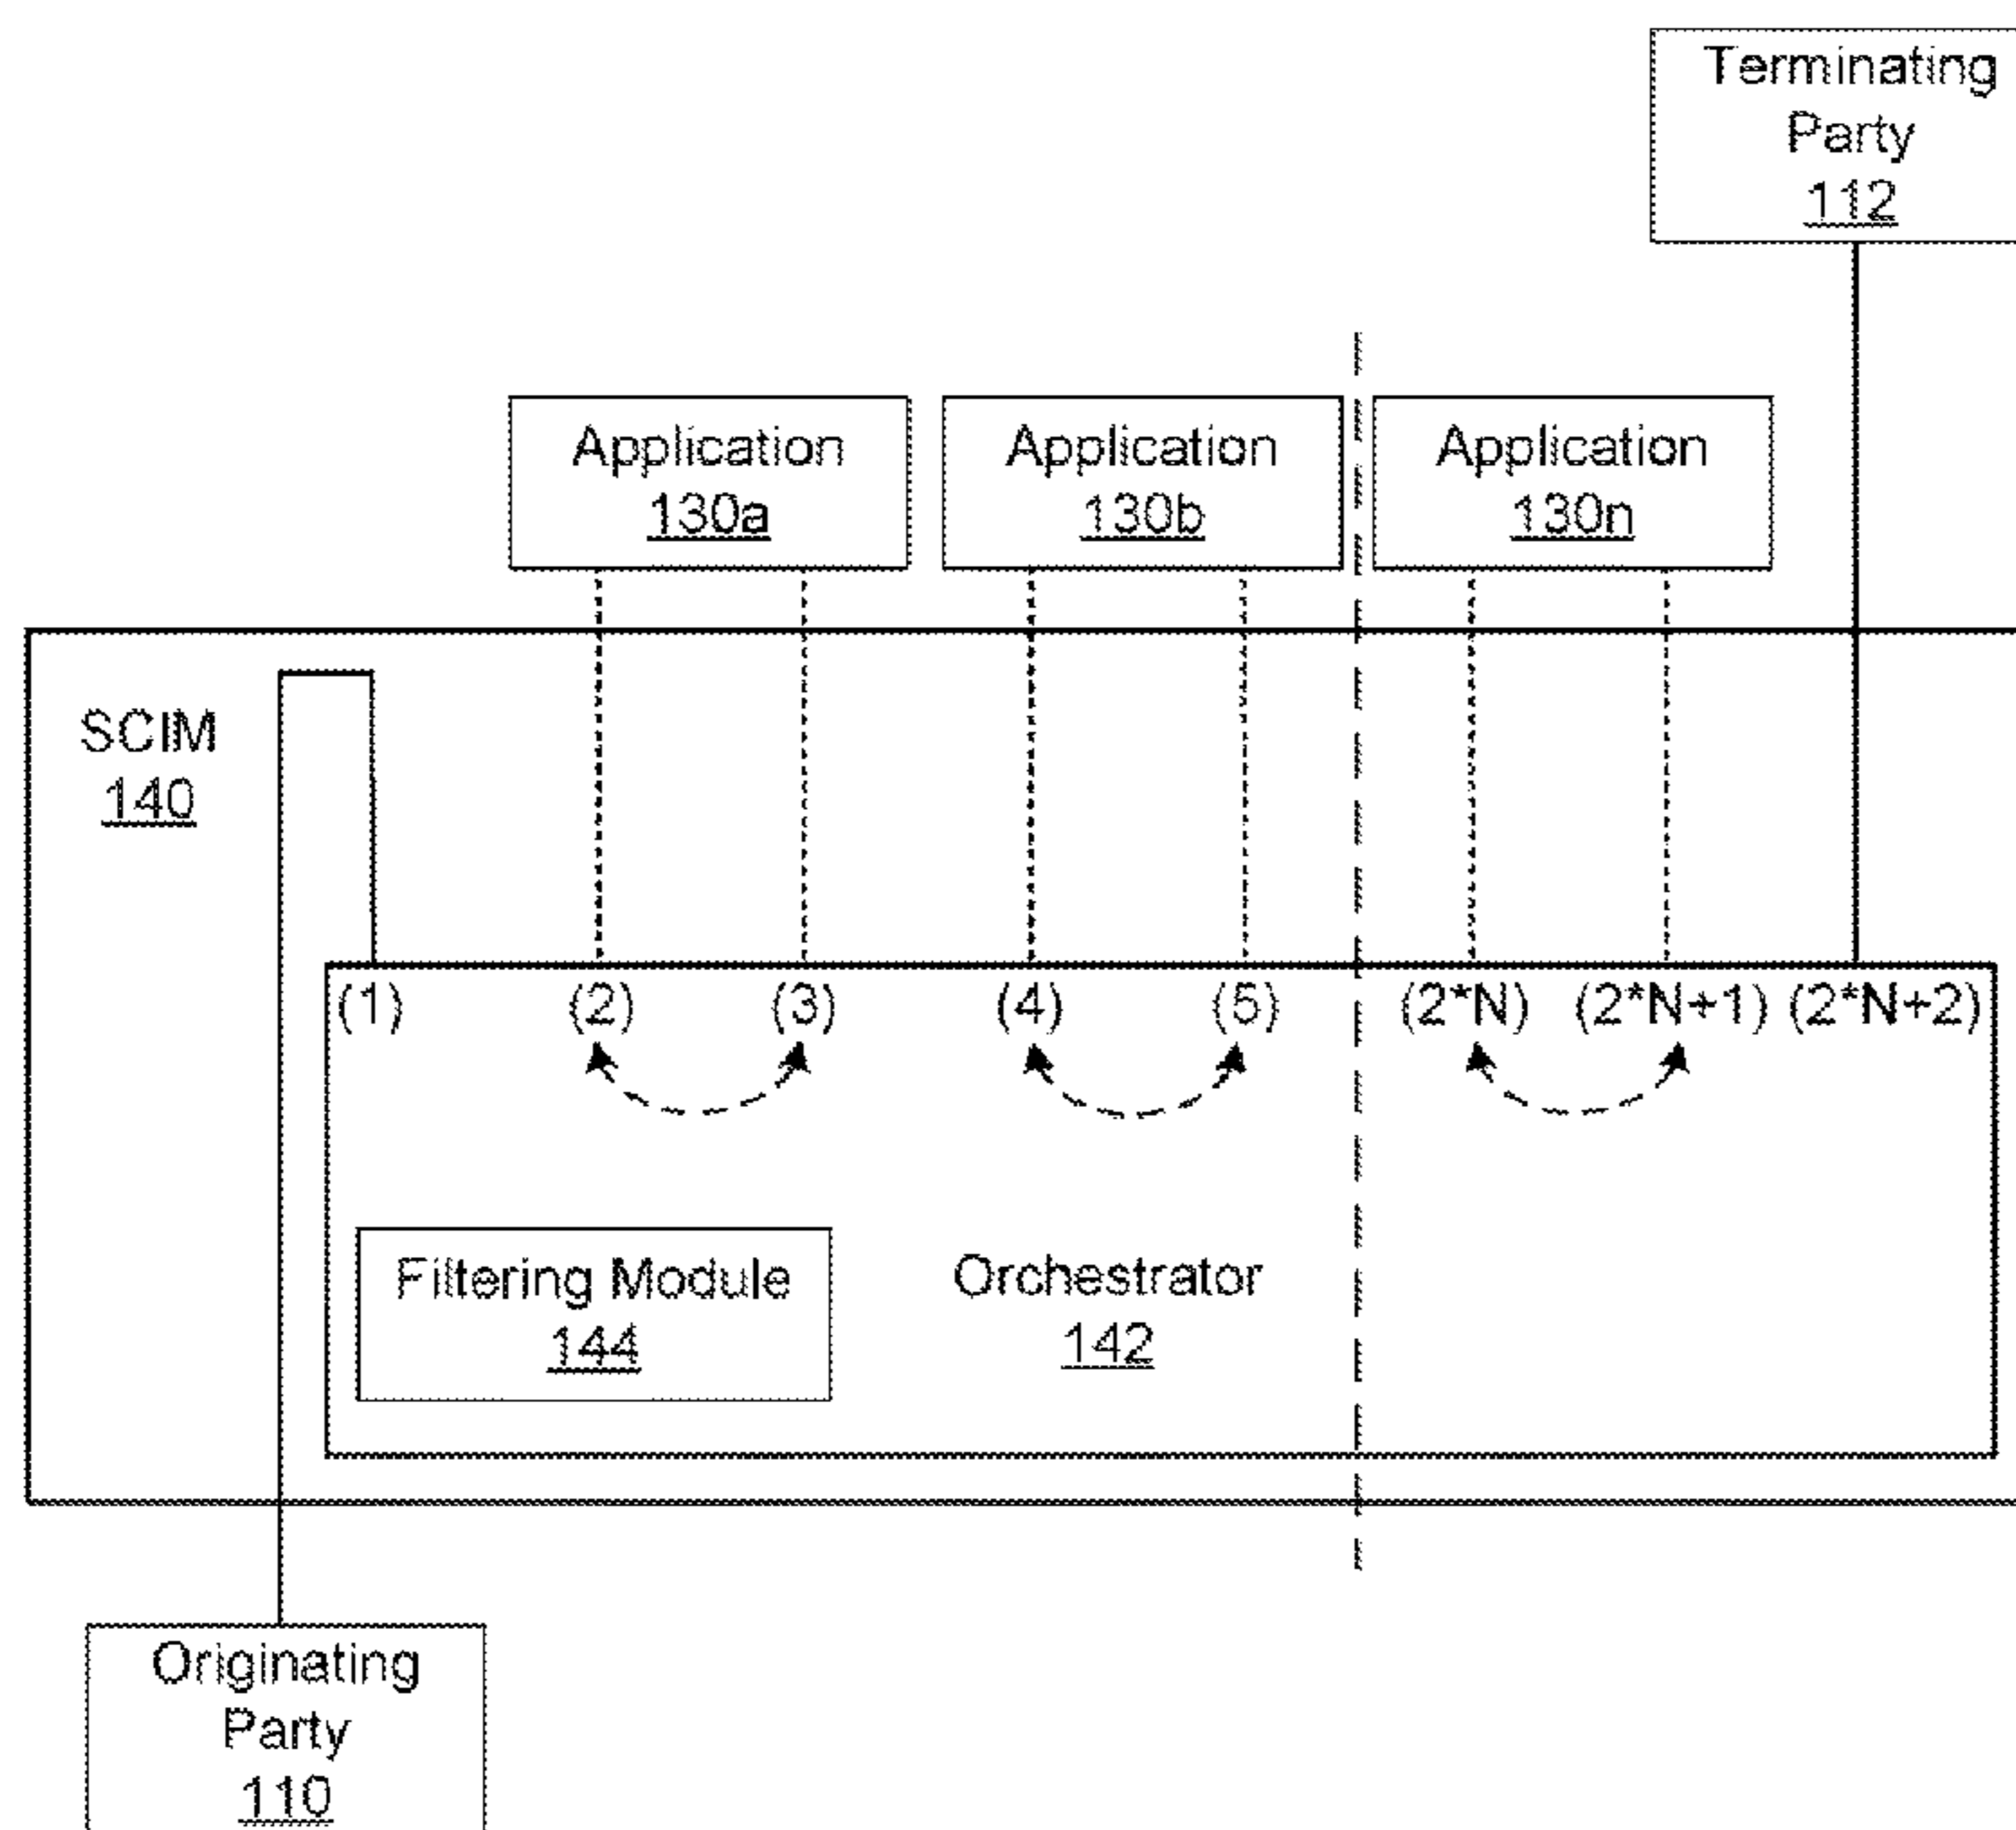 Terminating
Party
112
Application
130a
Application
130b
Application
130n
SCIM
140
(1) (2) (3) (4) (5) (2*N) (2*N+1) (2*N+2)
Filtering Module
144
Orchestrator
142
Originating
Party
110